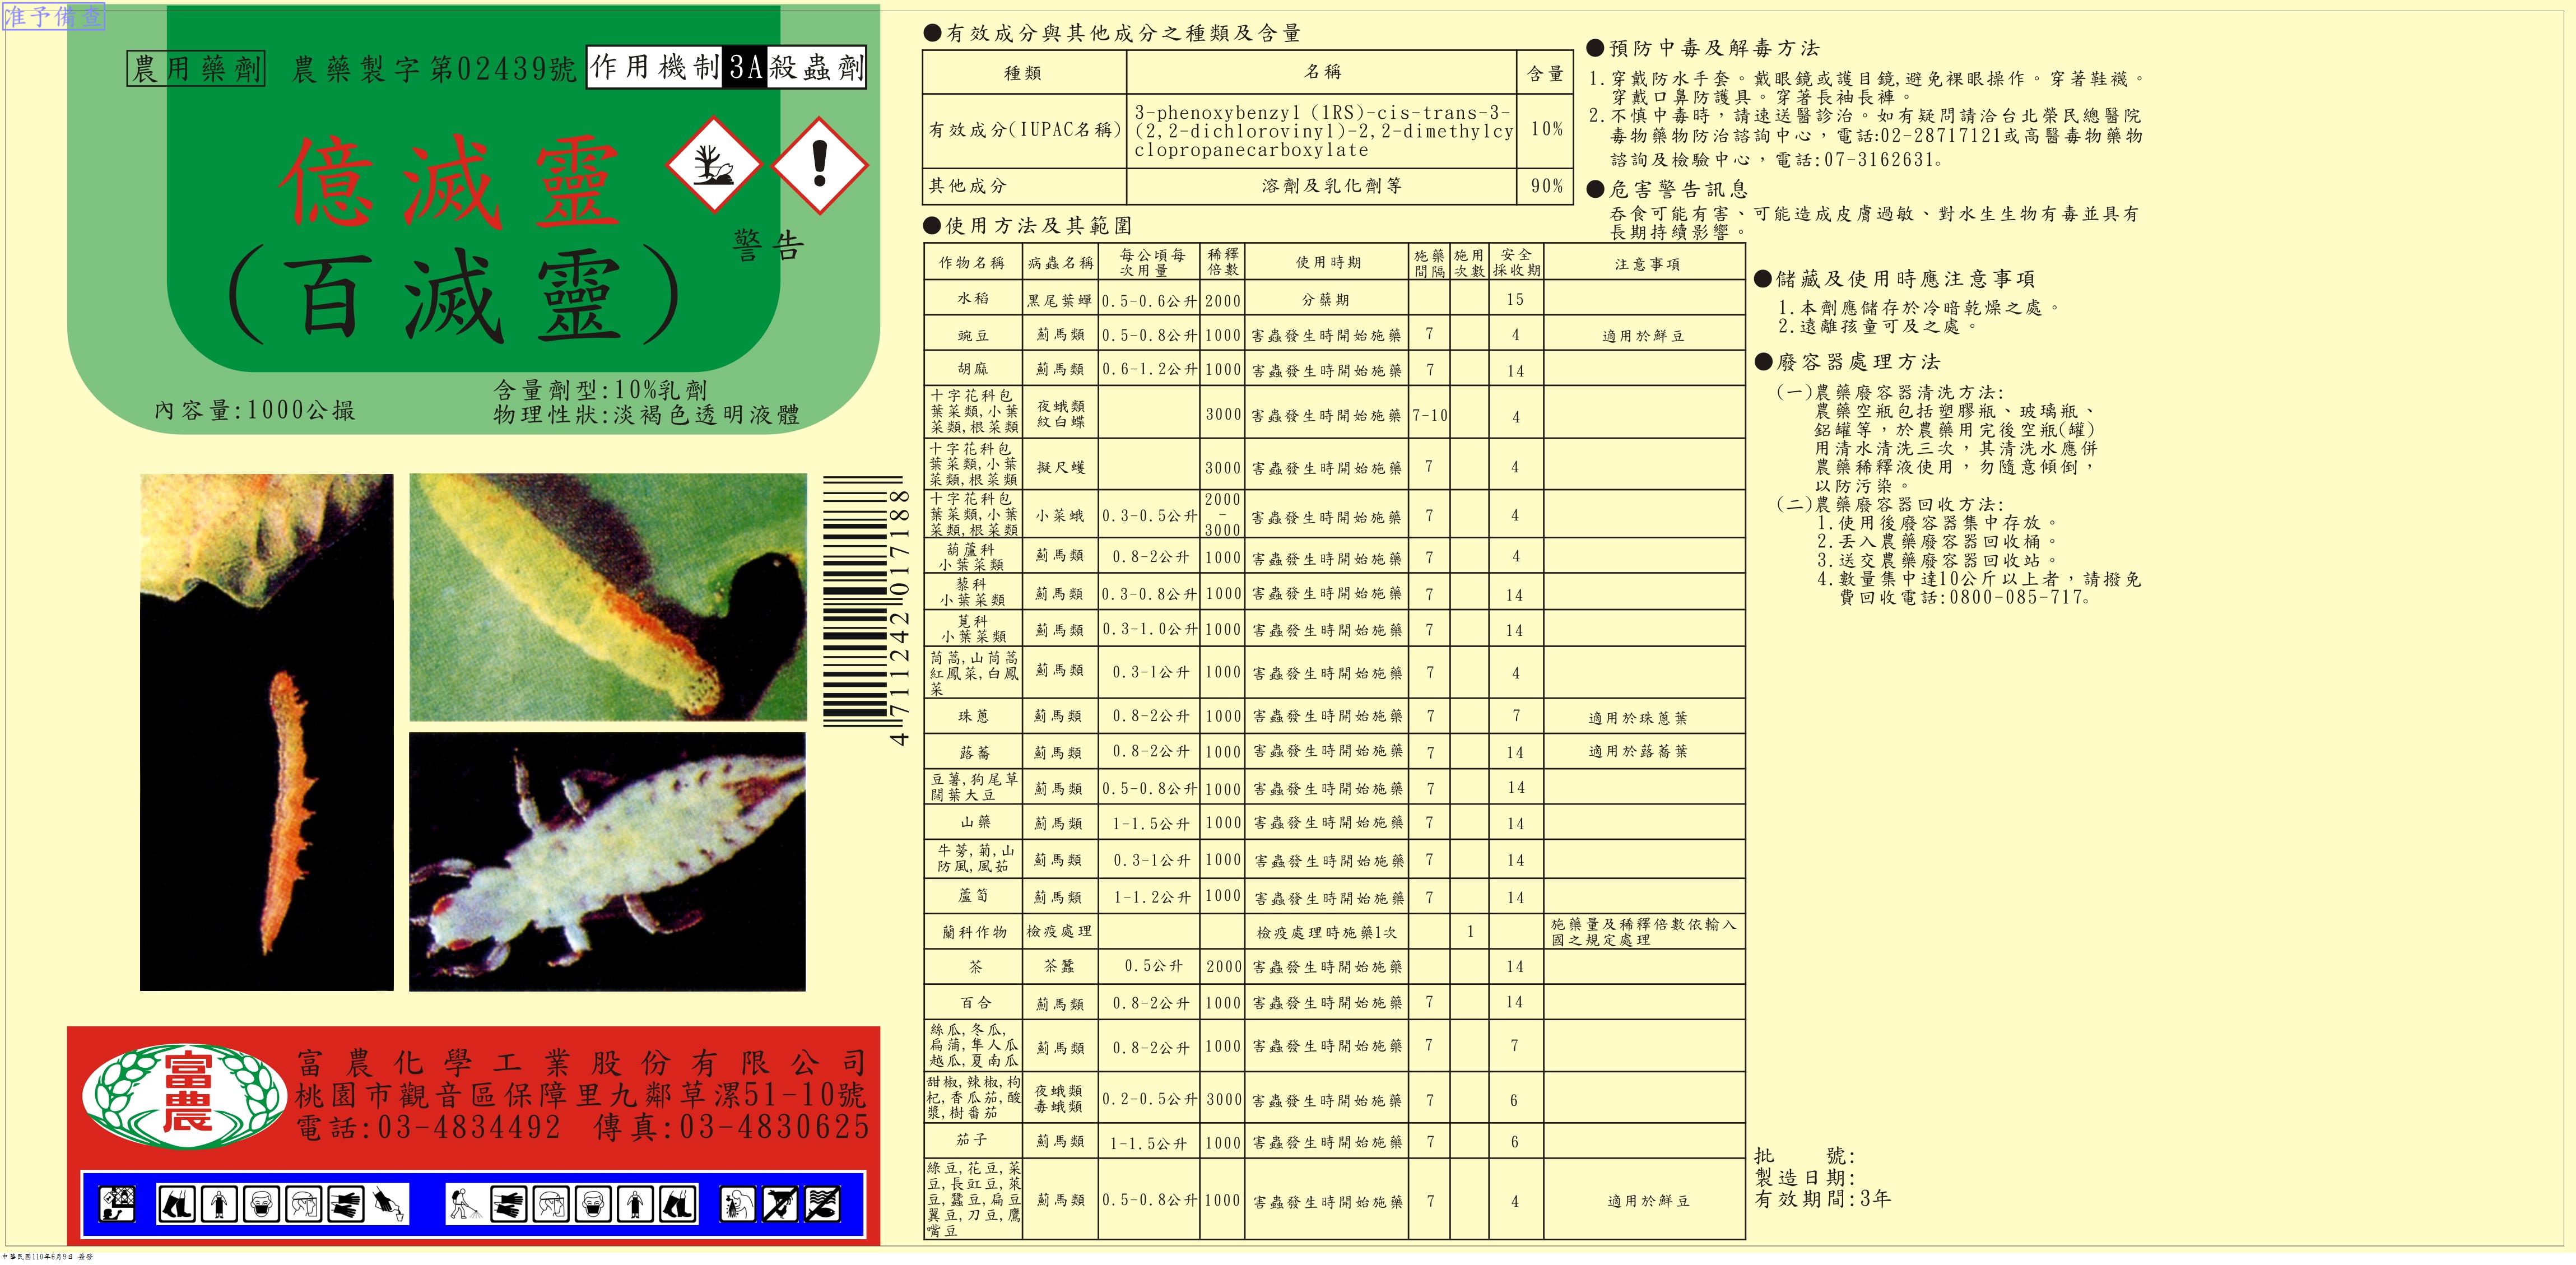 准予備查
農用藥劑
農藥製字第02439號
作用機制 3A 殺蟲劑
億滅靈
(百滅靈)
警告
內容量:1000公撮
含量劑型:10%乳劑
物理性狀:淡褐色透明液體
4 711242 017188
富農
富農化學工業股份有限公司
桃園市觀音區保障里九鄰草漯51-10號
電話:03-4834492 傳真:03-4830625
●有效成分與其他成分之種類及含量
種類 名稱 含量
有效成分(IUPAC名稱) 3-phenoxybenzyl (1RS)-cis-trans-3-
(2,2-dichlorovinyl)-2,2-dimethylcy 10%
clopropanecarboxylate
其他成分 溶劑及乳化劑等 90%
●使用方法及其範圍
作物名稱 病蟲名稱 每公頃每次用量 稀釋倍數 使用時期 施藥間隔 施用次數 安全採收期 注意事項
水稻 黑尾葉蟬 0.5-0.6公升 2000 分蘗期 15
豌豆 薊馬類 0.5-0.8公升 1000 害蟲發生時開始施藥 7 4 適用於鮮豆
胡麻 薊馬類 0.6-1.2公升 1000 害蟲發生時開始施藥 7 14
十字花科包
葉菜類,小葉
菜類,根菜類 夜蛾類 紋白蝶 3000 害蟲發生時開始施藥 7-10 4
十字花科包
葉菜類,小葉
菜類,根菜類 擬尺蠖 3000 害蟲發生時開始施藥 7 4
十字花科包
葉菜類,小葉
菜類,根菜類 小菜蛾 0.3-0.5公升 2000-3000 害蟲發生時開始施藥 7 4
葫蘆科
小葉菜類 薊馬類 0.8-2公升 1000 害蟲發生時開始施藥 7 4
藜科
小葉菜類 薊馬類 0.3-0.8公升 1000 害蟲發生時開始施藥 7 14
莧科
小葉菜類 薊馬類 0.3-1.0公升 1000 害蟲發生時開始施藥 7 14
茼蒿,山茼蒿
紅鳳菜,白鳳
菜 薊馬類 0.3-1公升 1000 害蟲發生時開始施藥 7 4
珠蔥 薊馬類 0.8-2公升 1000 害蟲發生時開始施藥 7 7 適用於珠蔥葉
蕗蕎 薊馬類 0.8-2公升 1000 害蟲發生時開始施藥 7 14 適用於蕗蕎葉
豆薯,狗尾草
闊葉大豆 薊馬類 0.5-0.8公升 1000 害蟲發生時開始施藥 7 14
山藥 薊馬類 1-1.5公升 1000 害蟲發生時開始施藥 7 14
牛蒡,菊,山
防風,風茹 薊馬類 0.3-1公升 1000 害蟲發生時開始施藥 7 14
蘆筍 薊馬類 1-1.2公升 1000 害蟲發生時開始施藥 7 14
蘭科作物 檢疫處理 檢疫處理時施藥1次 1 施藥量及稀釋倍數依輸入
國之規定處理
茶 茶蠶 0.5公升 2000 害蟲發生時開始施藥 14
百合 薊馬類 0.8-2公升 1000 害蟲發生時開始施藥 7 14
絲瓜,冬瓜,
扁蒲,隼人瓜
越瓜,夏南瓜 薊馬類 0.8-2公升 1000 害蟲發生時開始施藥 7 7
甜椒,辣椒,枸
杞,香瓜茄,酸
漿,樹番茄 夜蛾類 毒蛾類 0.2-0.5公升 3000 害蟲發生時開始施藥 7 6
茄子 薊馬類 1-1.5公升 1000 害蟲發生時開始施藥 7 6
綠豆,花豆,菜
豆,長豇豆,萊
豆,蠶豆,扁豆
翼豆,刀豆,鷹
嘴豆 薊馬類 0.5-0.8公升 1000 害蟲發生時開始施藥 7 4 適用於鮮豆
●預防中毒及解毒方法
1.穿戴防水手套。戴眼鏡或護目鏡,避免裸眼操作。穿著鞋襪。
穿戴口鼻防護具。穿著長袖長褲。
2.不慎中毒時,請速送醫診治。如有疑問請洽台北榮民總醫院
毒物藥物防治諮詢中心,電話:02-28717121或高醫毒物藥物
諮詢及檢驗中心,電話:07-3162631。
●危害警告訊息
吞食可能有害、可能造成皮膚過敏、對水生生物有毒並具有
長期持續影響。
●儲藏及使用時應注意事項
1.本劑應儲存於冷暗乾燥之處。
2.遠離孩童可及之處。
●廢容器處理方法
(一)農藥廢容器清洗方法:
農藥空瓶包括塑膠瓶、玻璃瓶、
鋁罐等,於農藥用完後空瓶(罐)
用清水清洗三次,其清洗水應併
農藥稀釋液使用,勿隨意傾倒,
以防污染。
(二)農藥廢容器回收方法:
1.使用後廢容器集中存放。
2.丟入農藥廢容器回收桶。
3.送交農藥廢容器回收站。
4.數量集中達10公斤以上者,請撥免
費回收電話:0800-085-717。
批 號:
製造日期:
有效期間:3年
中華民國110年6月9日 簽發